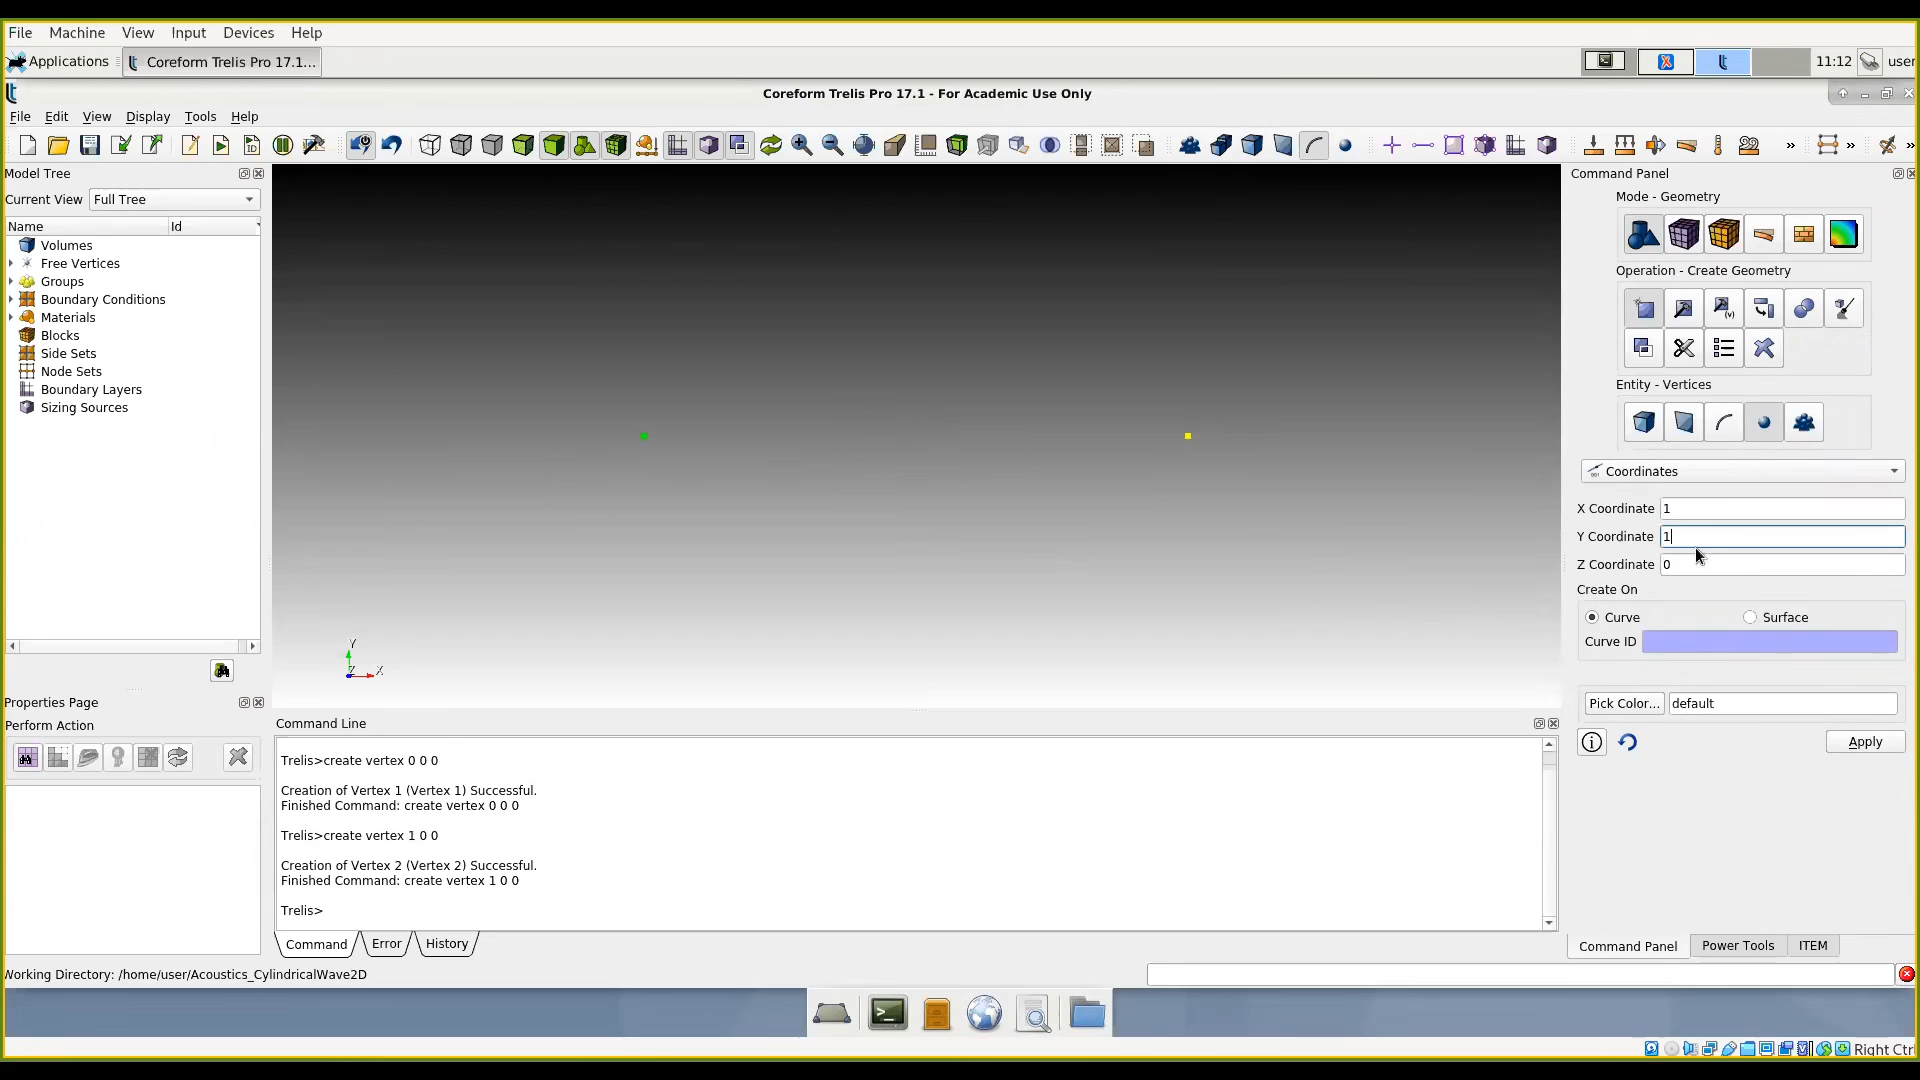 File Machine View Input Devices Help
Applications Coreform Trelis Pro 17.1... 11:12 user
Coreform Trelis Pro 17.1 - For Academic Use Only
File Edit View Display Tools Help
Model Tree
Current View Full Tree
Name Id
Volumes
Free Vertices
Groups
Boundary Conditions
Materials
Blocks
Side Sets
Node Sets
Boundary Layers
Sizing Sources
Properties Page
Perform Action
Y
Z X
Command Line
Trelis>create vertex 0 0 0
Creation of Vertex 1 (Vertex 1) Successful.
Finished Command: create vertex 0 0 0
Trelis>create vertex 1 0 0
Creation of Vertex 2 (Vertex 2) Successful.
Finished Command: create vertex 1 0 0
Trelis>
Command Error History
Command Panel
Mode - Geometry
Operation - Create Geometry
Entity - Vertices
Coordinates
X Coordinate 1
Y Coordinate 1
Z Coordinate 0
Create On
Curve Surface
Curve ID
Pick Color... default
Apply
Command Panel Power Tools ITEM
Working Directory: /home/user/Acoustics_CylindricalWave2D
Right Ctrl